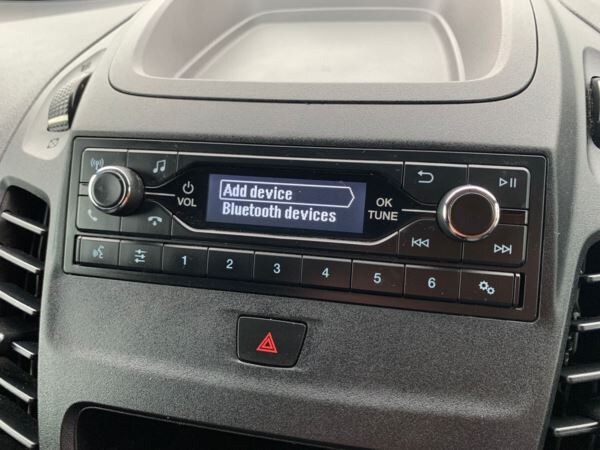 Add device
Bluetooth devices
VOL
OK
TUNE
1 2 3 4 5 6